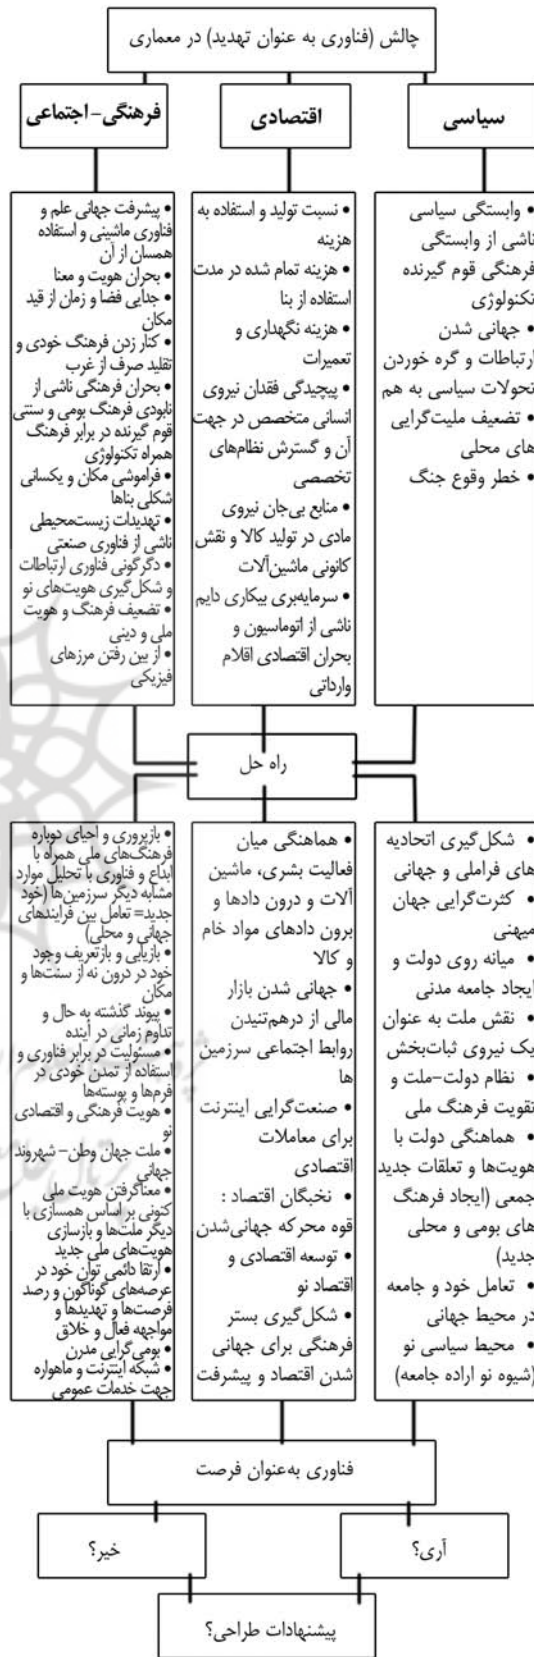 چالش (فناوری به عنوان تهدید) در معماری
سیاسی
اقتصادی
فرهنگی-اجتماعی
• وابستگی سیاسی
ناشی از وابستگی
فرهنگی قوم گیرنده
تکنولوژی
• جهانی شدن
ارتباطات و گره خوردن
تحولات سیاسی به هم
• تضعیف ملیت‌گرایی
های محلی
• خطر وقوع جنگ
• نسبت تولید و استفاده به
هزینه
• هزینه تمام شده در مدت
استفاده از بنا
• هزینه نگهداری و
تعمیرات
• پیچیدگی فقدان نیروی
انسانی متخصص در جهت
آن و گسترش نظام‌های
تخصصی
• منابع بی‌جان نیروی
مادی در تولید کالا و نقش
کانونی ماشین‌آلات
• سرمایه‌بری بیکاری دایم
ناشی از اتوماسیون و
بحران اقتصادی اقلام
وارداتی
• پیشرفت جهانی علم و
فناوری ماشینی و استفاده
همسان از آن
• بحران هویت و معنا
• جدایی فضا و زمان از قید
مکان
• کنار زدن فرهنگ خودی و
تقلید صرف از غرب
• بحران فرهنگی ناشی از
نابودی فرهنگ بومی و سنتی
قوم گیرنده در برابر فرهنگ
همراه تکنولوژی
• فراموشی مکان و یکسانی
شکلی بناها
• تهدیدات زیست‌محیطی
ناشی از فناوری صنعتی
• دگرگونی فناوری ارتباطات
و شکل‌گیری هویت‌های نو
• تضعیف فرهنگ و هویت
ملی و دینی
• از بین رفتن مرزهای
فیزیکی
راه حل
• شکل‌گیری اتحادیه
های فراملی و جهانی
• کثرت‌گرایی جهان
میهنی
• میانه روی دولت و
ایجاد جامعه مدنی
• نقش ملت به عنوان
یک نیروی ثبات‌بخش
• نظام دولت-ملت و
تقویت فرهنگ ملی
• هماهنگی دولت با
هویت‌ها و تعلقات جدید
جمعی (ایجاد فرهنگ
های بومی و محلی
جدید)
• تعامل خود و جامعه
در محیط جهانی
• محیط سیاسی نو
(شیوه نو اراده جامعه)
• هماهنگی میان
فعالیت بشری، ماشین
آلات و درون دادها و
برون دادهای مواد خام
و کالا
• جهانی شدن بازار
مالی از درهم‌تنیدن
روابط اجتماعی سرزمین
ها
• صنعت‌گرایی اینترنت
برای معاملات
اقتصادی
• نخبگان اقتصاد :
قوه محرکه جهانی‌شدن
• توسعه اقتصادی و
اقتصاد نو
• شکل‌گیری بستر
فرهنگی برای جهانی
شدن اقتصاد و پیشرفت
• بازپروری و احیای دوباره
فرهنگ‌های ملی همراه با
ابداع و فناوری با تحلیل موارد
مشابه دیگر سرزمین‌ها (خود
جدید= تعامل بین فرآیندهای
جهانی و محلی)
• بازیابی و بازتعریف وجود
خود در درون نه از سنت‌ها و
مکان
• پیوند گذشته به حال و
تداوم زمانی در آینده
• مسئولیت در برابر فناوری و
استفاده از تمدن خودی در
فرم‌ها و پوسته‌ها
• هویت فرهنگی و اقتصادی
نو
• ملت جهان وطن- شهروند
جهانی
• معناگرفتن هویت ملی
کنونی بر اساس همسازی با
دیگر ملت‌ها و بازسازی
هویت‌های ملی جدید
• ارتقا دائمی توان خود در
عرصه‌های گوناگون و رصد
فرصت‌ها و تهدیدها و
مواجهه فعال و خلاق
• بومی‌گرایی مدرن
• شبکه اینترنت و ماهواره
جهت خدمات عمومی
فناوری به‌عنوان فرصت
آری؟
خیر؟
پیشنهادات طراحی؟